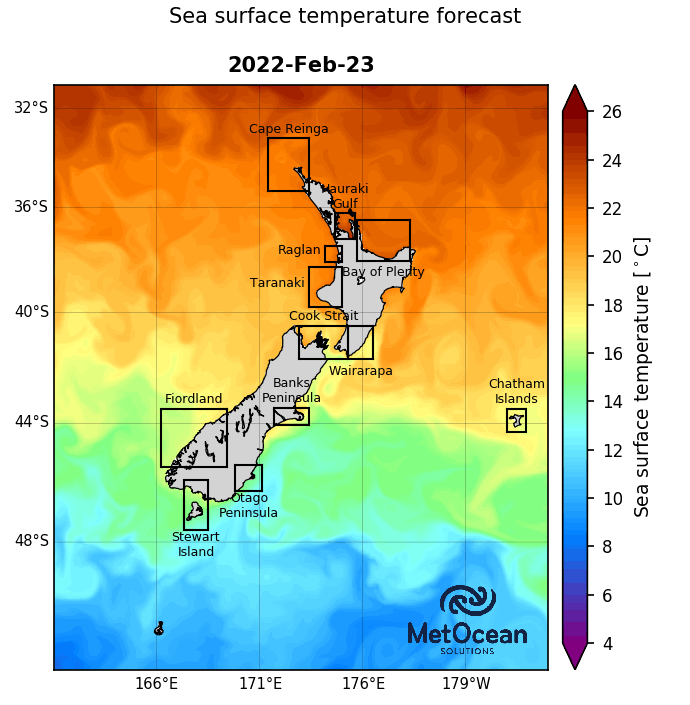 Sea surface temperature forecast
2022-Feb-23
32°S
36°S
40°S
44°S
48°S
166°E
171°E
176°E
179°W
Cape Reinga
Hauraki
Gulf
Raglan
Bay of Plenty
Taranaki
Cook Strait
Wairarapa
Banks
Peninsula
Chatham
Islands
Fiordland
Otago
Peninsula
Stewart
Island
MetOcean
SOLUTIONS
26
24
22
20
18
16
14
12
10
8
6
4
Sea surface temperature [°C]